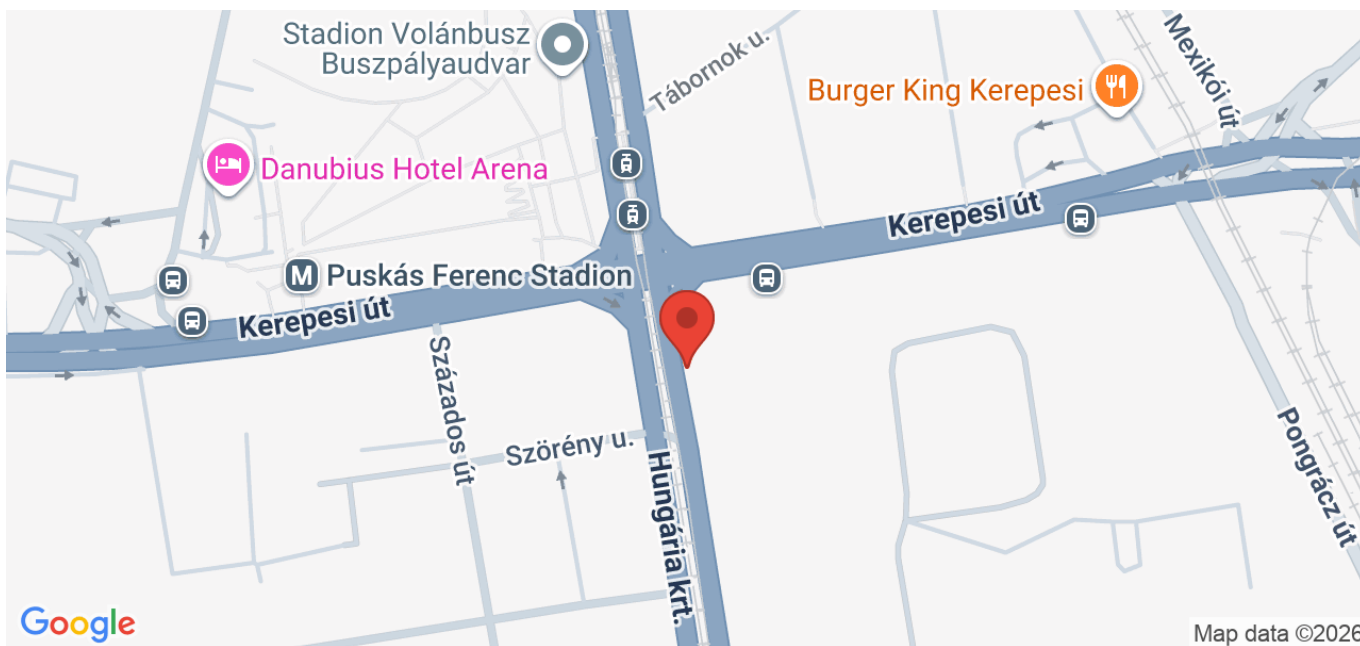 Stadion Volánbusz
Buszpályaudvar
Tábornok u.
Mexikói út
Burger King Kerepesi
Danubius Hotel Arena
Kerepesi út
M Puskás Ferenc Stadion
Kerepesi út
Százados út
Szörény u.
Hungária krt.
Pongrácz út
Google
Map data ©2026